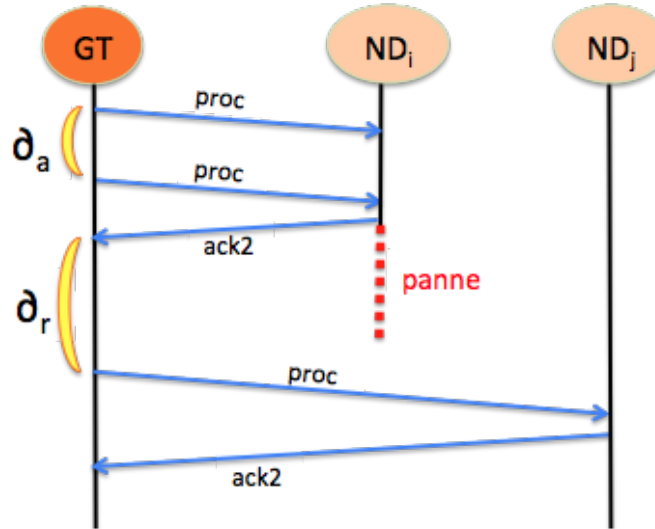 GT
NDi
NDj
proc
∂a
proc
ack2
panne
∂r
proc
ack2